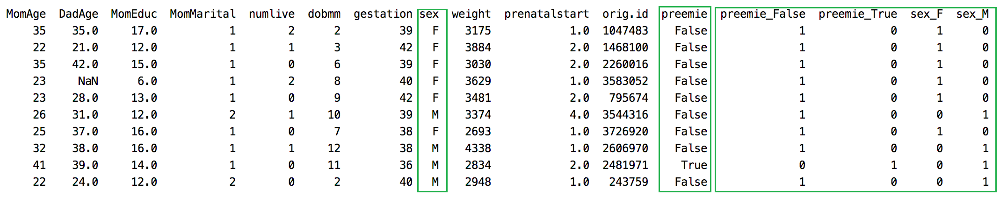 MomAge DadAge MomEduc MomMarital numlive dobmm gestation sex weight prenatalstart orig.id preemie preemie_False preemie_True sex_F sex_M
35 35.0 17.0 1 2 2 39 F 3175 1.0 1047483 False 1 0 1 0
22 21.0 12.0 1 1 3 42 F 3884 2.0 1468100 False 1 0 1 0
35 42.0 15.0 1 0 6 39 F 3030 2.0 2260016 False 1 0 1 0
23 NaN 6.0 1 2 8 40 F 3629 1.0 3583052 False 1 0 1 0
23 28.0 13.0 1 0 9 42 F 3481 2.0 795674 False 1 0 1 0
26 31.0 12.0 2 1 10 39 M 3374 4.0 3544316 False 1 0 0 1
25 37.0 16.0 1 0 7 38 F 2693 1.0 3726920 False 1 0 1 0
32 38.0 16.0 1 1 12 38 M 4338 1.0 2606970 False 1 0 0 1
41 39.0 14.0 1 0 11 36 M 2834 2.0 2481971 True 0 1 0 1
22 24.0 12.0 2 0 2 40 M 2948 1.0 243759 False 1 0 0 1